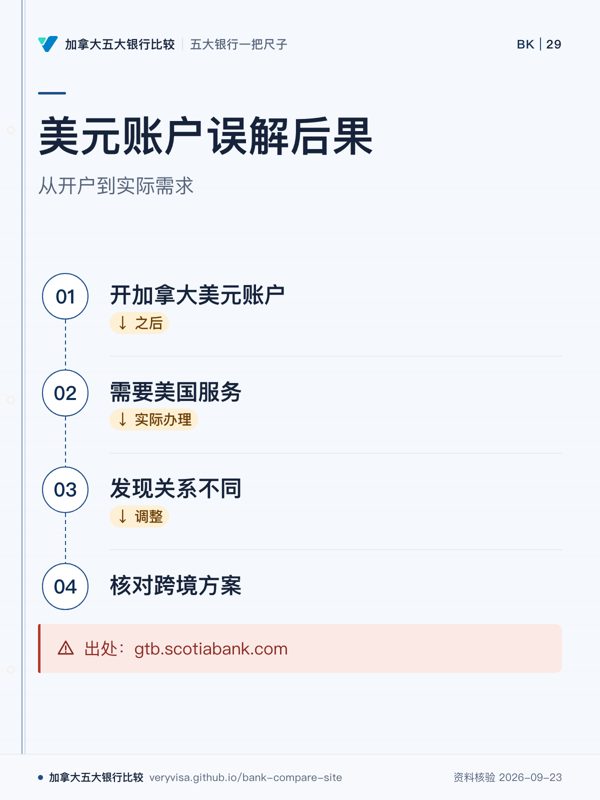 加拿大五大银行比较 | 五大银行一把尺子
BK | 29
美元账户误解后果
从开户到实际需求
01 开加拿大美元账户
↓ 之后
02 需要美国服务
↓ 实际办理
03 发现关系不同
↓ 调整
04 核对跨境方案
出处：gtb.scotiabank.com
加拿大五大银行比较 veryvisa.github.io/bank-compare-site
资料核验 2026-09-23